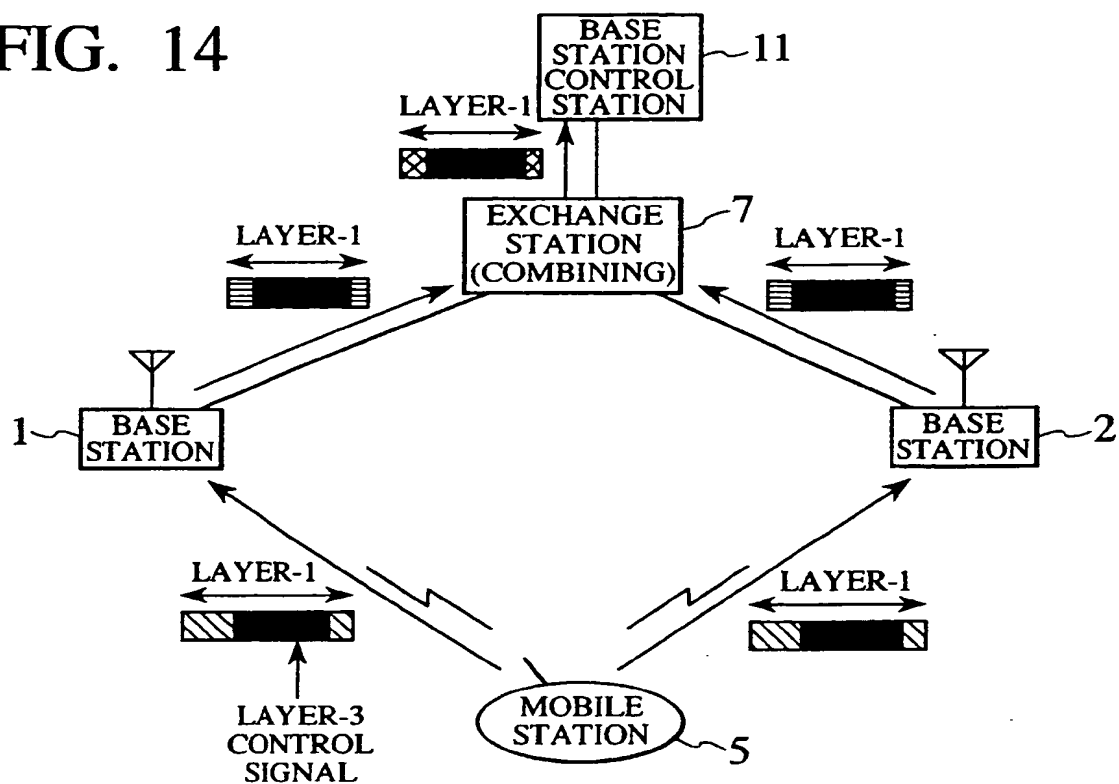 FIG. 14
BASE
STATION
CONTROL
STATION
11
LAYER-1
EXCHANGE
STATION
(COMBINING)
7
LAYER-1
LAYER-1
1
BASE
STATION
BASE
STATION
2
LAYER-1
LAYER-1
LAYER-3
CONTROL
SIGNAL
MOBILE
STATION
5